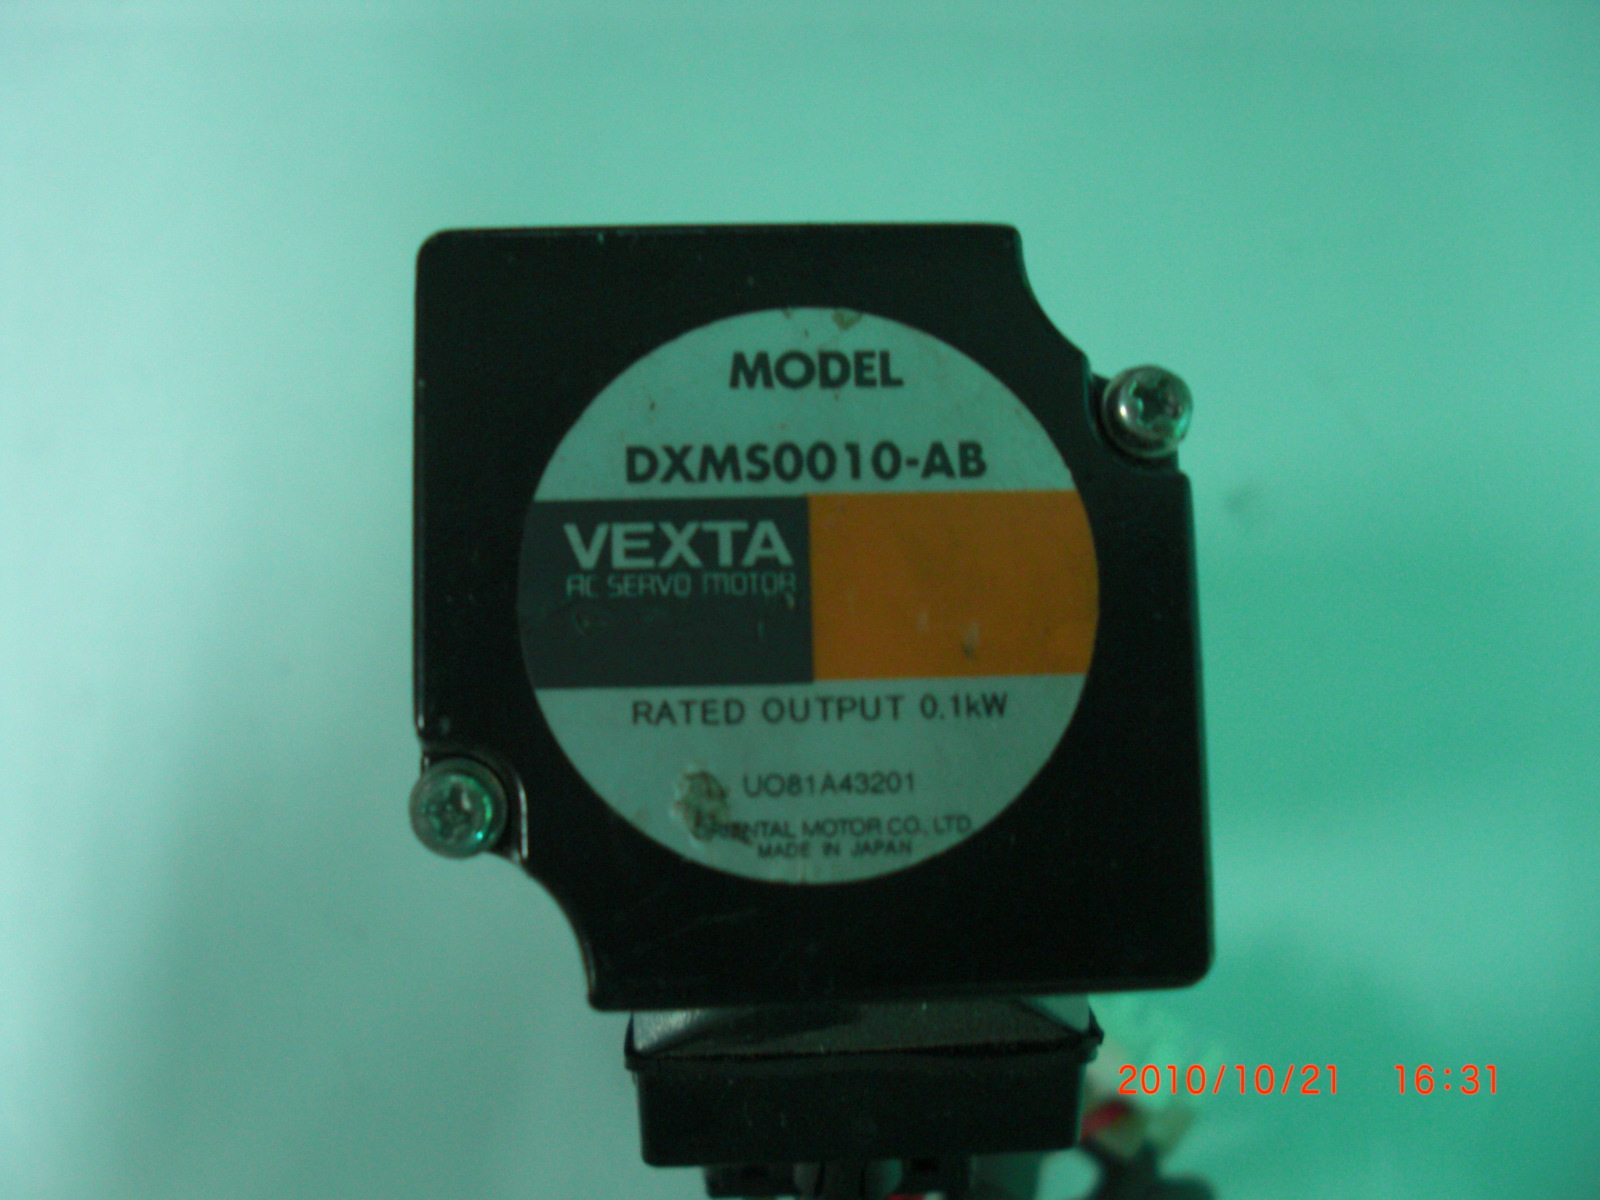 MODEL
DXMS0010-AB
VEXTA
AC SERVO MOTOR
RATED OUTPUT 0.1kW
UO81A43201
ORIENTAL MOTOR CO., LTD.
MADE IN JAPAN
2010/10/21 16:31